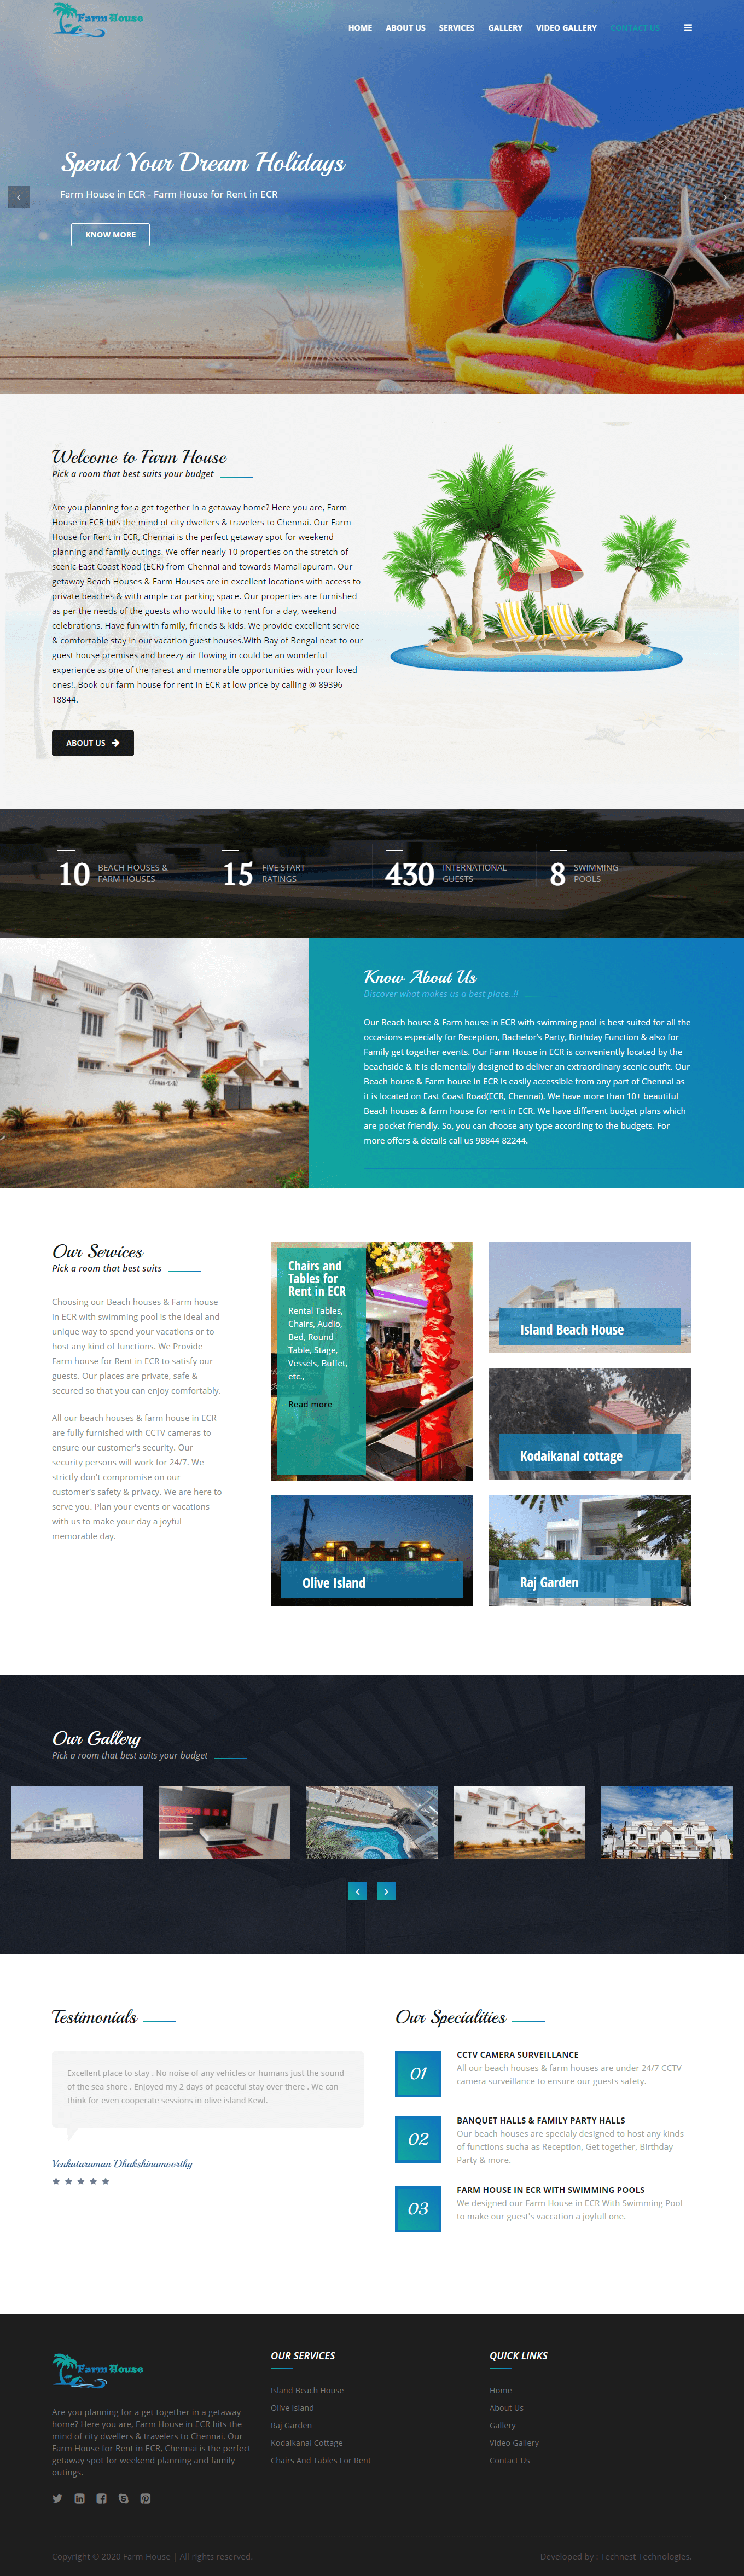 Farm House
HOME ABOUT US SERVICES GALLERY VIDEO GALLERY CONTACT US
Spend Your Dream Holidays
Farm House in ECR - Farm House for Rent in ECR
KNOW MORE
Welcome to Farm House
Pick a room that best suits your budget
Are you planning for a get together in a getaway home? Here you are, Farm
House in ECR hits the mind of city dwellers & travelers to Chennai. Our Farm
House for Rent in ECR, Chennai is the perfect getaway spot for weekend
planning and family outings. We offer nearly 10 properties on the stretch of
scenic East Coast Road (ECR) from Chennai and towards Mamallapuram. Our
getaway Beach Houses & Farm Houses are in excellent locations with access to
private beaches & with ample car parking space. Our properties are furnished
as per the needs of the guests who would like to rent for a day, weekend
celebrations. Have fun with family, friends & kids. We provide excellent service
& comfortable stay in our vacation guest houses.With Bay of Bengal next to our
guest house premises and breezy air flowing in could be an wonderful
experience as one of the rarest and memorable opportunities with your loved
ones!. Book our farm house for rent in ECR at low price by calling @ 89396
18844.
ABOUT US
10 BEACH HOUSES &
FARM HOUSES
15 FIVE START
RATINGS
430 INTERNATIONAL
GUESTS
8 SWIMMING
POOLS
Know About Us
Discover what makes us a best place..!!
Our Beach house & Farm house in ECR with swimming pool is best suited for all the
occasions especially for Reception, Bachelor's Party, Birthday Function & also for
Family get together events. Our Farm House in ECR is conveniently located by the
beachside & it is elementally designed to deliver an extraordinary scenic outfit. Our
Beach house & Farm house in ECR is easily accessible from any part of Chennai as
it is located on East Coast Road(ECR, Chennai). We have more than 10+ beautiful
Beach houses & farm house for rent in ECR. We have different budget plans which
are pocket friendly. So, you can choose any type according to the budgets. For
more offers & details call us 98844 82244.
Our Services
Pick a room that best suits
Choosing our Beach houses & Farm house
in ECR with swimming pool is the ideal and
unique way to spend your vacations or to
host any kind of functions. We Provide
Farm house for Rent in ECR to satisfy our
guests. Our places are private, safe &
secured so that you can enjoy comfortably.
All our beach houses & farm house in ECR
are fully furnished with CCTV cameras to
ensure our customer's security. Our
security persons will work for 24/7. We
strictly don't compromise on our
customer's safety & privacy. We are here to
serve you. Plan your events or vacations
with us to make your day a joyful
memorable day.
Chairs and
Tables for
Rent in ECR
Rental Tables,
Chairs, Audio,
Bed, Round
Table, Stage,
Vessels, Buffet,
etc.,
Read more
Island Beach House
Kodaikanal cottage
Olive Island
Raj Garden
Our Gallery
Pick a room that best suits your budget
Testimonials
Excellent place to stay . No noise of any vehicles or humans just the sound
of the sea shore . Enjoyed my 2 days of peaceful stay over there . We can
think for even cooperate sessions in olive island Kewl.
Venkataraman Dhakshinamoorthy
Our Specialities
01
CCTV CAMERA SURVEILLANCE
All our beach houses & farm houses are under 24/7 CCTV
camera surveillance to ensure our guests safety.
02
BANQUET HALLS & FAMILY PARTY HALLS
Our beach houses are specialy designed to host any kinds
of functions sucha as Reception, Get together, Birthday
Party & more.
03
FARM HOUSE IN ECR WITH SWIMMING POOLS
We designed our Farm House in ECR With Swimming Pool
to make our guest's vaccation a joyfull one.
Farm House
Are you planning for a get together in a getaway
home? Here you are, Farm House in ECR hits the
mind of city dwellers & travelers to Chennai. Our
Farm House for Rent in ECR, Chennai is the perfect
getaway spot for weekend planning and family
outings.
OUR SERVICES
Island Beach House
Olive Island
Raj Garden
Kodaikanal Cottage
Chairs And Tables For Rent
QUICK LINKS
Home
About Us
Gallery
Video Gallery
Contact Us
Copyright © 2020 Farm House | All rights reserved.
Developed by : Technest Technologies.